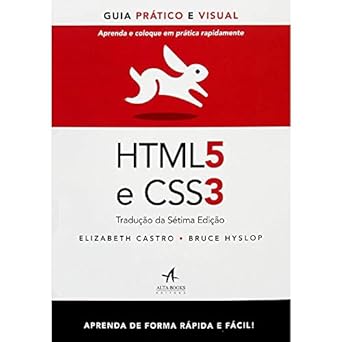 GUIA PRÁTICO E VISUAL
Aprenda e coloque em prática rapidamente
HTML5
e CSS3
Tradução da Sétima Edição
ELIZABETH CASTRO • BRUCE HYSLOP
ALTA BOOKS
EDITORA
APRENDA DE FORMA RÁPIDA E FÁCIL!